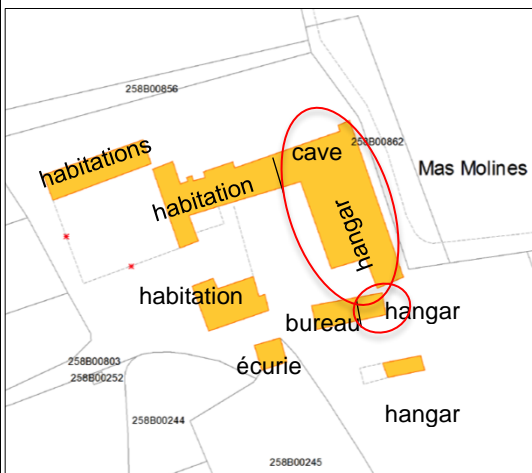 258B00856
habitations
cave
258B00862
Mas Molines
habitation
hangar
habitation
bureau
hangar
écurie
258B00803
258B00252
258B00244
hangar
258B00245